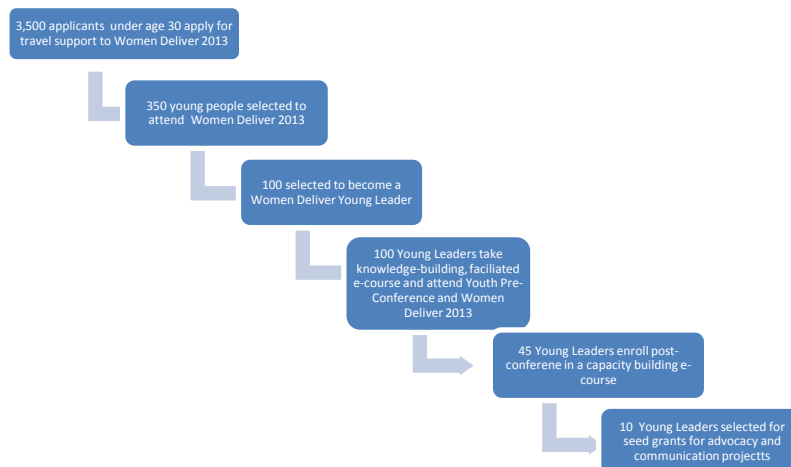 3,500 applicants under age 30 apply for
travel support to Women Deliver 2013
350 young people selected to
attend Women Deliver 2013
100 selected to become a
Women Deliver Young Leader
100 Young Leaders take
knowledge-building, faciliated
e-course and attend Youth Pre-
Conference and Women
Deliver 2013
45 Young Leaders enroll post-
conferene in a capacity building e-
course
10 Young Leaders selected for
seed grants for advocacy and
communication projectts